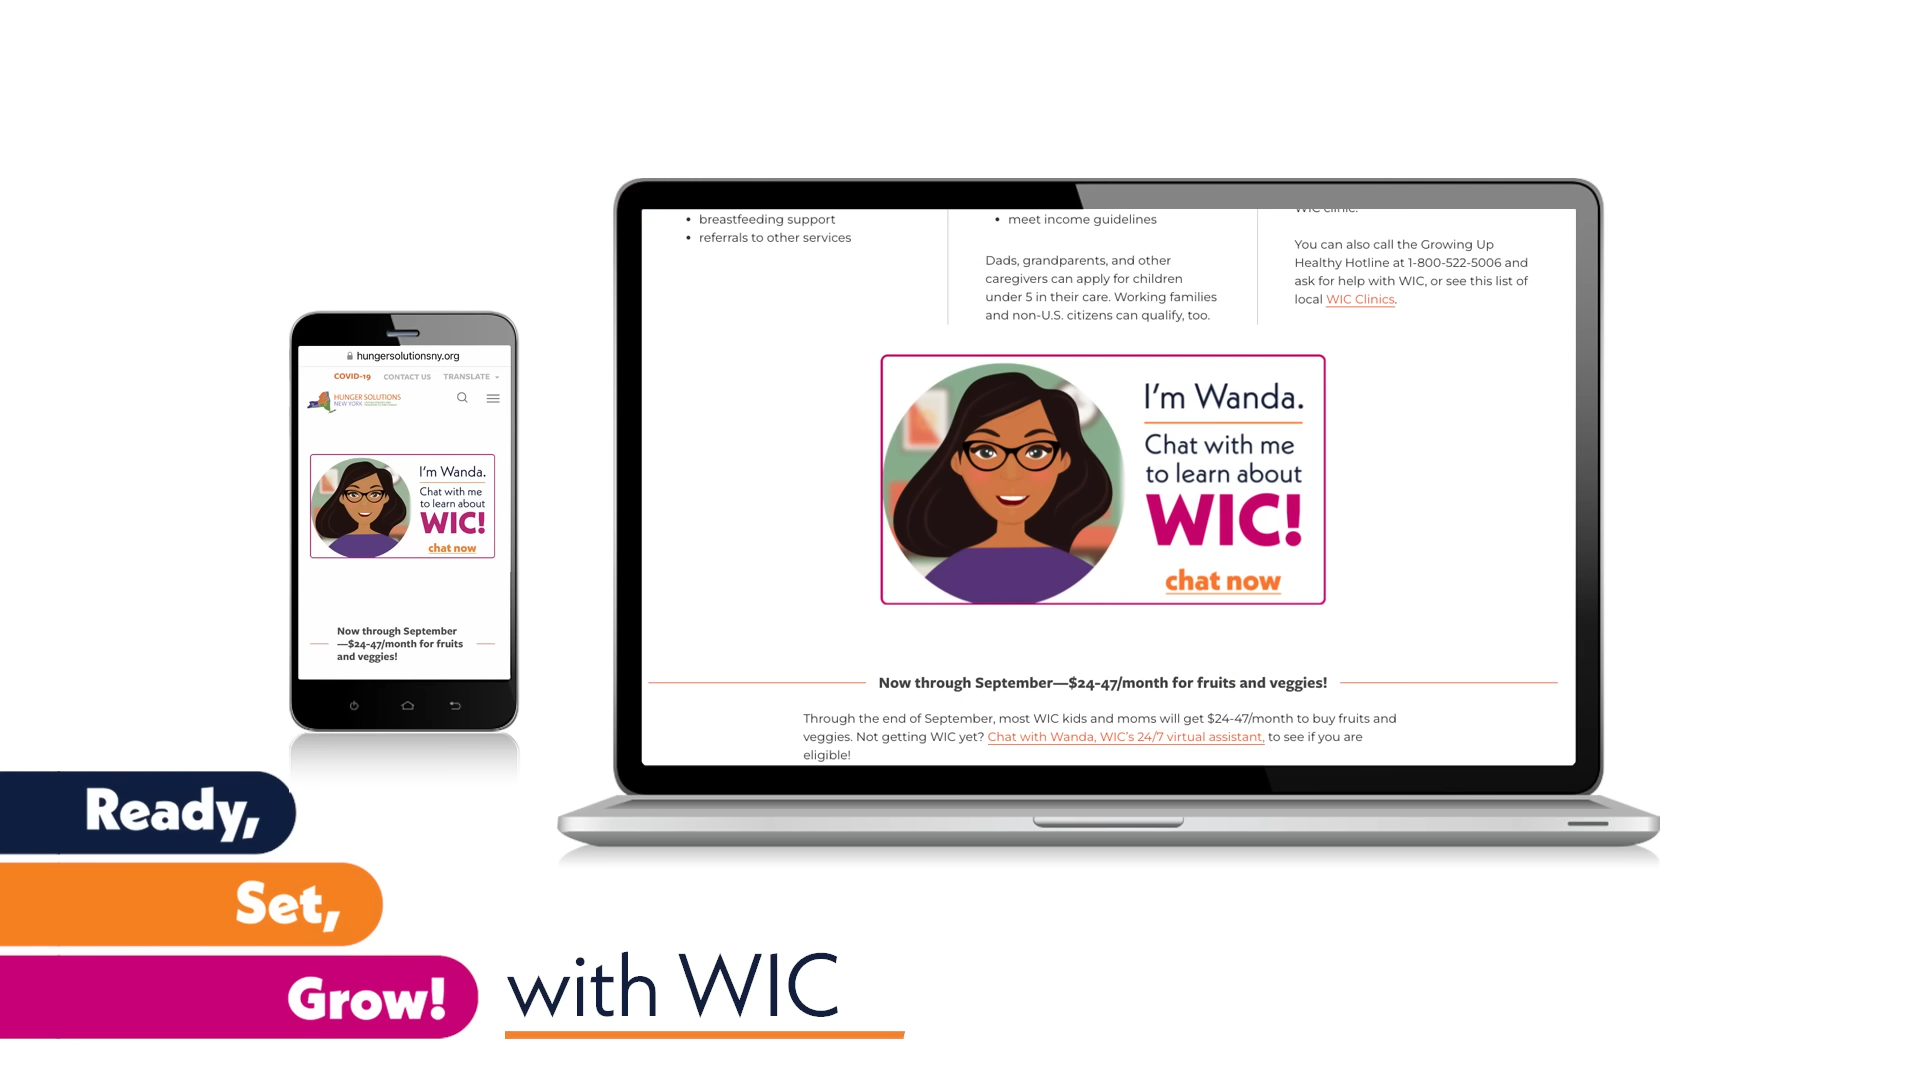 hungersolutionsny.org
COVID-19 CONTACT US TRANSLATE
HUNGER SOLUTIONS
NEW YORK
I'm Wanda.
Chat with me
to learn about
WIC!
chat now
Now through September
—$24-47/month for fruits
and veggies!
• breastfeeding support
• referrals to other services
• meet income guidelines
Dads, grandparents, and other
caregivers can apply for children
under 5 in their care. Working families
and non-U.S. citizens can qualify, too.
WIC clinic.
You can also call the Growing Up
Healthy Hotline at 1-800-522-5006 and
ask for help with WIC, or see this list of
local WIC Clinics.
I'm Wanda.
Chat with me
to learn about
WIC!
chat now
Now through September—$24-47/month for fruits and veggies!
Through the end of September, most WIC kids and moms will get $24-47/month to buy fruits and
veggies. Not getting WIC yet? Chat with Wanda, WIC's 24/7 virtual assistant, to see if you are
eligible!
Ready,
Set,
Grow! with WIC